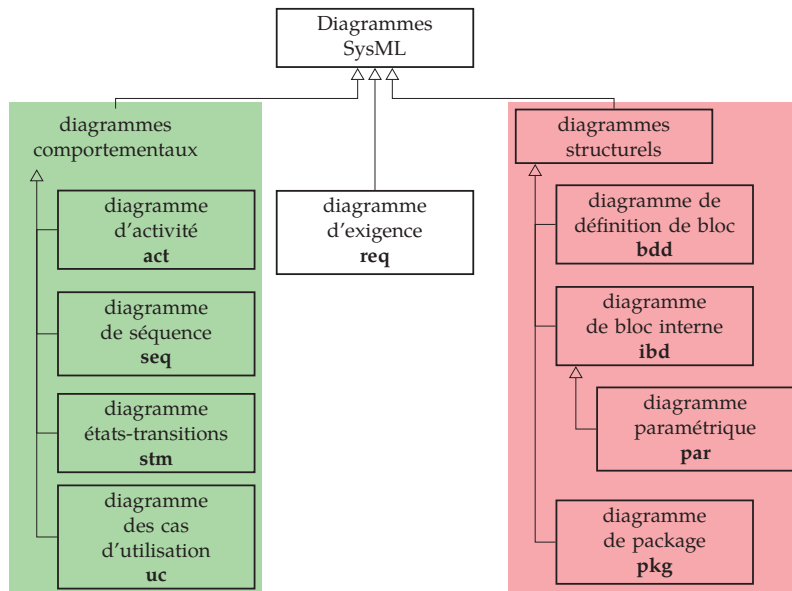 Diagrammes
SysML
diagrammes
comportementaux
diagramme
d'activité
act
diagramme
de séquence
seq
diagramme
états-transitions
stm
diagramme
des cas
d'utilisation
uc
diagramme
d'exigence
req
diagrammes
structurels
diagramme de
définition de bloc
bdd
diagramme
de bloc interne
ibd
diagramme
paramétrique
par
diagramme
de package
pkg